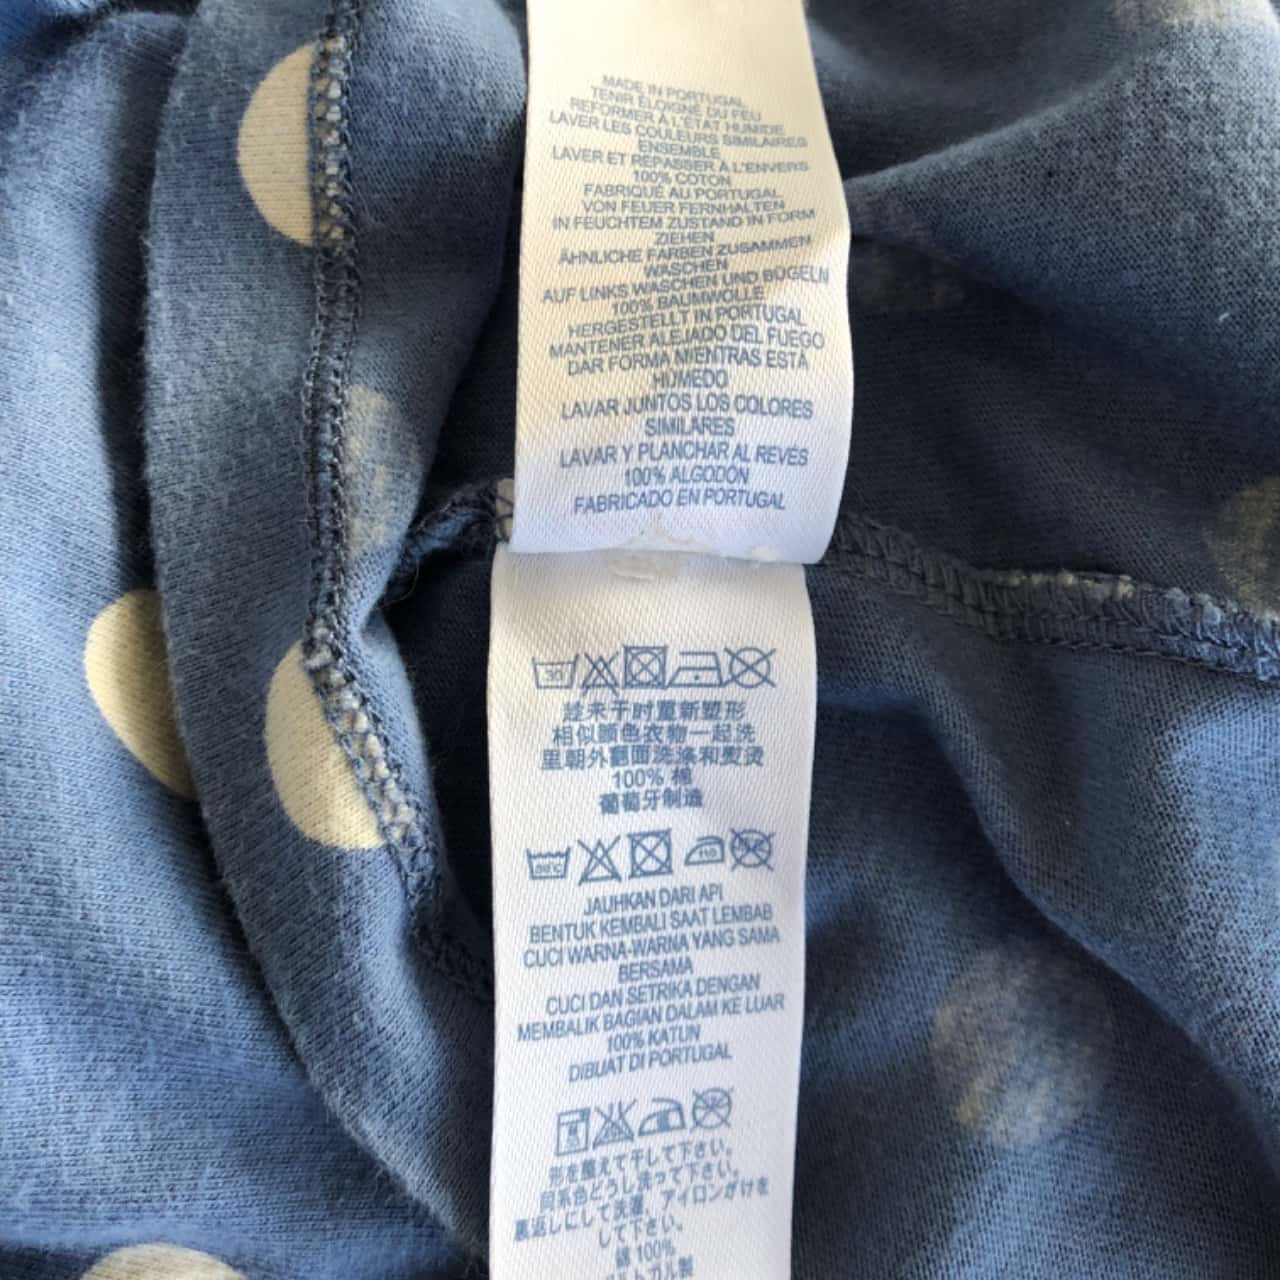 MADE IN PORTUGAL
TENIR ÉLOIGNÉ DU FEU
REFORMER À L'ÉTAT HUMIDE
LAVER LES COULEURS SIMILAIRES
ENSEMBLE
LAVER ET REPASSER À L'ENVERS
100% COTON
FABRIQUÉ AU PORTUGAL
VON FEUER FERNHALTEN
IN FEUCHTEM ZUSTAND IN FORM
ZIEHEN
ÄHNLICHE FARBEN ZUSAMMEN
WASCHEN
AUF LINKS WASCHEN UND BÜGELN
100% BAUMWOLLE
HERGESTELLT IN PORTUGAL
MANTENER ALEJADO DEL FUEGO
DAR FORMA MIENTRAS ESTÁ
HÚMEDO
LAVAR JUNTOS LOS COLORES
SIMILARES
LAVAR Y PLANCHAR AL REVÉS
100% ALGODÓN
FABRICADO EN PORTUGAL
30
趁未干时重新塑形
相似颜色衣物一起洗
里朝外翻面洗涤和熨烫
100% 棉
葡萄牙制造
110
JAUHKAN DARI API
BENTUK KEMBALI SAAT LEMBAB
CUCI WARNA-WARNA YANG SAMA
BERSAMA
CUCI DAN SETRIKA DENGAN
MEMBALIK BAGIAN DALAM KE LUAR
100% KATUN
DIBUAT DI PORTUGAL
形を整えて干して下さい。
同系色どうし洗って下さい。
裏返しにして洗濯、アイロンがけを
して下さい。
綿 100%
ポルトガル製